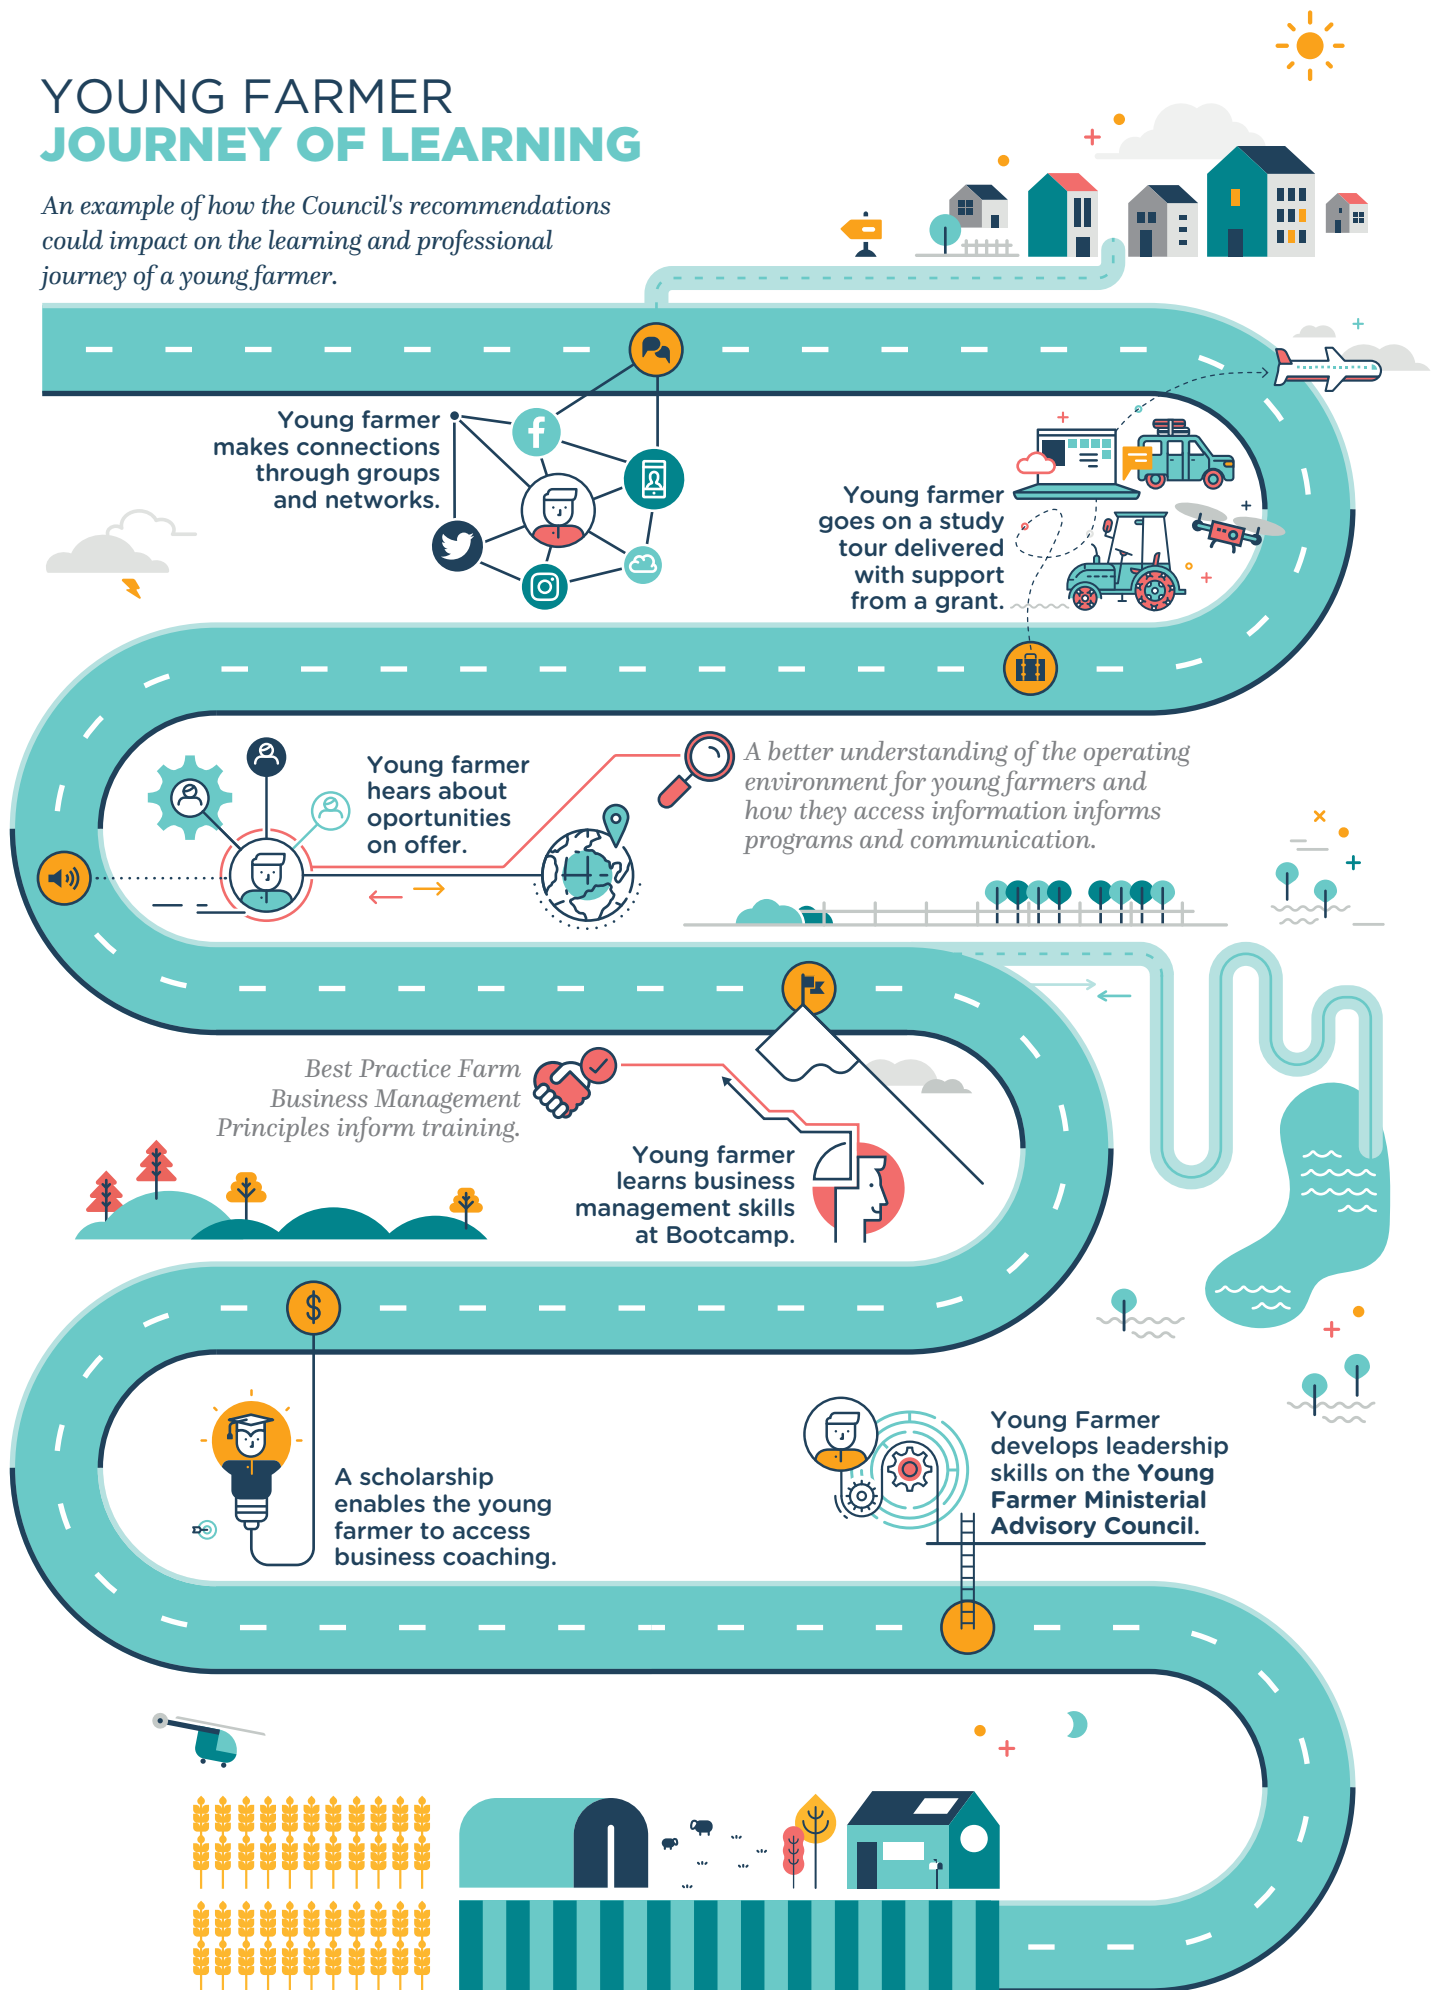 YOUNG FARMER
JOURNEY OF LEARNING
An example of how the Council's recommendations
could impact on the learning and professional
journey of a young farmer.
Young farmer
makes connections
through groups
and networks.
Young farmer
goes on a study
tour delivered
with support
from a grant.
Young farmer
hears about
oportunities
on offer.
A better understanding of the operating
environment for young farmers and
how they access information informs
programs and communication.
Best Practice Farm
Business Management
Principles inform training.
Young farmer
learns business
management skills
at Bootcamp.
$
A scholarship
enables the young
farmer to access
business coaching.
Young Farmer
develops leadership
skills on the Young
Farmer Ministerial
Advisory Council.